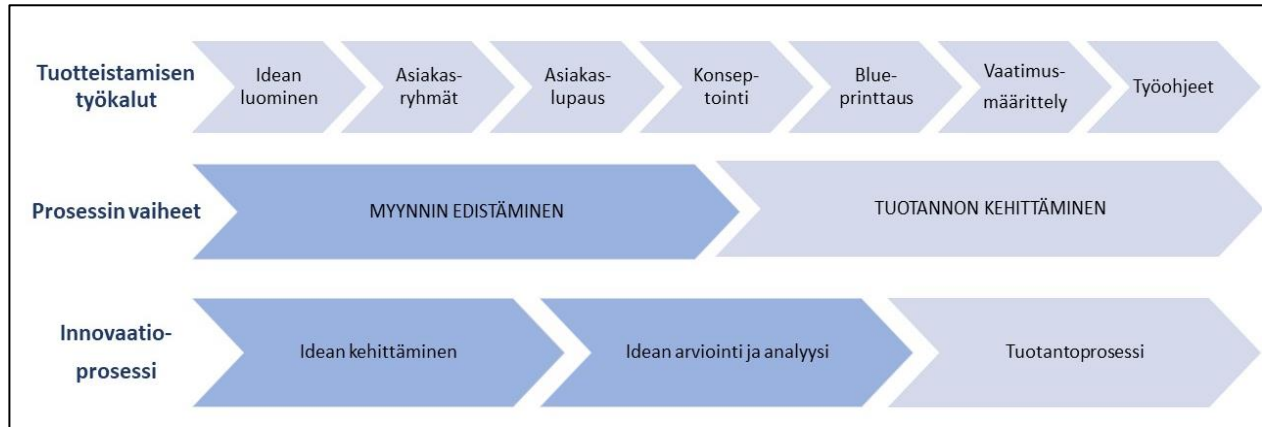 Tuotteistamisen
työkalut
Idean
luominen
Asiakas-
ryhmät
Asiakas-
lupaus
Konsep-
tointi
Blue-
printtaus
Vaatimus-
määrittely
Työohjeet
Prosessin vaiheet
MYYNNIN EDISTÄMINEN
TUOTANNON KEHITTÄMINEN
Innovaatio-
prosessi
Idean kehittäminen
Idean arviointi ja analyysi
Tuotantoprosessi